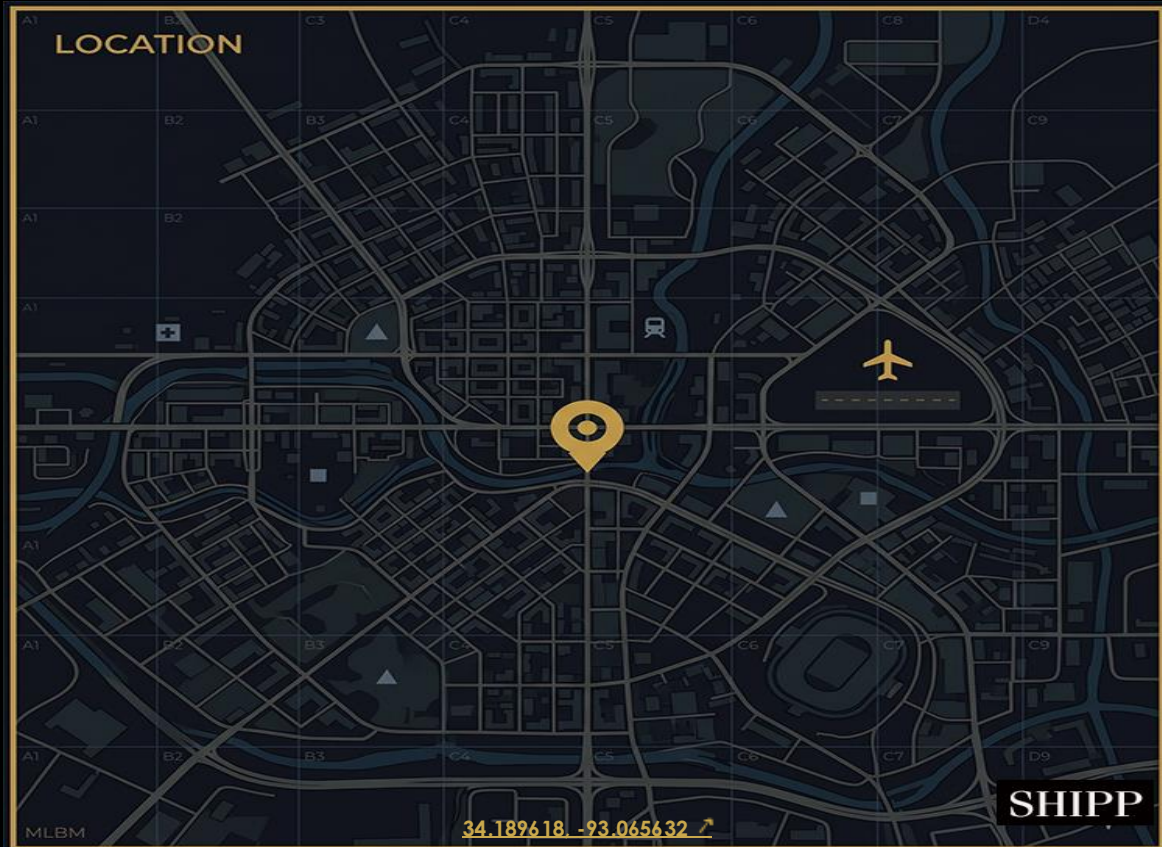 A1 B2 C3 C4 C5 C6 C8 D4
LOCATION
A1 B2 B3 C4 C5 C6 C7 C9
A1 B2
A1
A1
A1 B2 B3 C4 C5 C6 C7 C9
A1 B2 B3 C4 C5 C6 C7 D9
SHIPP
MLBM
34.189618, -93.065632 ↗